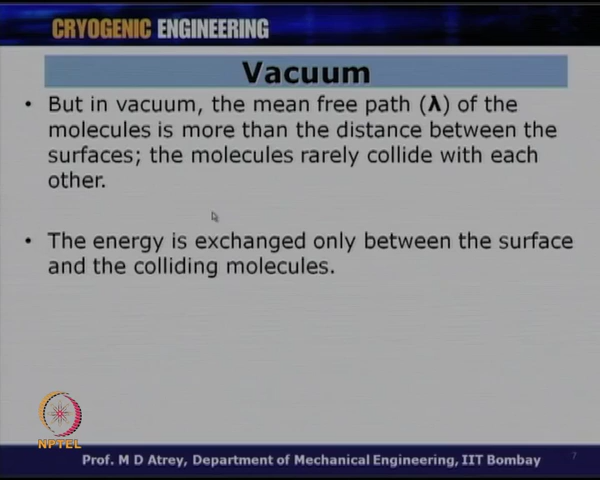 CRYOGENIC ENGINEERING
Vacuum
• But in vacuum, the mean free path (λ) of the
molecules is more than the distance between the
surfaces; the molecules rarely collide with each
other.
• The energy is exchanged only between the surface
and the colliding molecules.
NPTEL
Prof. M D Atrey, Department of Mechanical Engineering, IIT Bombay
7